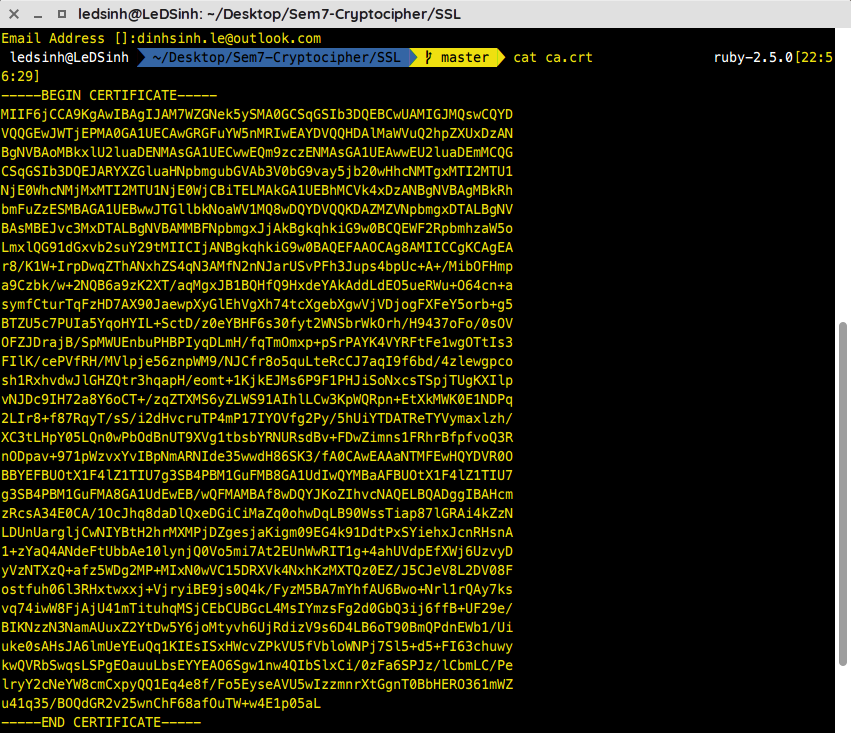 ledsinh@LeDSinh: ~/Desktop/Sem7-Cryptocipher/SSL
Email Address []:dinhsinh.le@outlook.com
ledsinh@LeDSinh ~/Desktop/Sem7-Cryptocipher/SSL master cat ca.crt ruby-2.5.0[22:5
6:29]
-----BEGIN CERTIFICATE-----
MIIF6jCCA9KgAwIBAgIJAM7WZGNek5ySMA0GCSqGSIb3DQEBCwUAMIGJMQswCQYD
VQQGEwJWTjEPMA0GA1UECAwGRGFuYW5nMRIwEAYDVQQHDAlMaWVuQ2hpZXUxDzAN
BgNVBAoMBkxlU2luaDENMAsGA1UECwwEQm9zczENMAsGA1UEAwwEU2luaDEmMCQG
CSqGSIb3DQEJARYXZGluaHNpbmgubGVAb3V0bG9vay5jb20wHhcNMTgxMTI2MTU1
NjE0WhcNMjMxMTI2MTU1NjE0WjCBiTELMAkGA1UEBhMCVk4xDzANBgNVBAgMBkRh
bmFuZzESMBAGA1UEBwwJTGllbkNoaWV1MQ8wDQYDVQQKDAZMZVNpbmgxDTALBgNV
BAsMBEJvc3MxDTALBgNVBAMMBFNpbmgxJjAkBgkqhkiG9w0BCQEWF2RpbmhzaW5o
LmxlQG91dGxvb2suY29tMIICIjANBgkqhkiG9w0BAQEFAAOCAg8AMIICCgKCAgEA
r8/K1W+IrpDwqZThANxhZS4qN3AMfN2nNJarUSvPFh3Jups4bpUc+A+/MibOFHmp
a9Czbk/w+2NQB6a9zK2XT/aqMgxJB1BQHfQ9HxdeYAkAddLdEO5ueRWu+O64cn+a
symfCturTqFzHD7AX90JaewpXyGlEhVgXh74tcXgebXgwVjVDjogFXFeY5orb+g5
BTZU5c7PUIa5YqoHYIL+SctD/z0eYBHF6s30fyt2WNSbrWkOrh/H9437oFo/0sOV
OFZJDrajB/SpMWUEnbuPHBPIyqDLmH/fqTmOmxp+pSrPAYK4VYRFtFe1wgOTtIs3
FIlK/cePVfRH/MVlpje56znpWM9/NJCfr8o5quLteRcCJ7aqI9f6bd/4zlewgpco
sh1RxhvdwJlGHZQtr3hqapH/eomt+1KjkEJMs6P9F1PHJiSoNxcsTSpjTUgKXIlp
vNJDc9IH72a8Y6oCT+/zqZTXMS6yZLWS91AIhlLCw3KpWQRpn+EtXkMWK0E1NDPq
2LIr8+f87RqyT/sS/i2dHvcruTP4mP17IYOVfg2Py/5hUiYTDATReTYVymaxlzh/
XC3tLHpY05LQn0wPbOdBnUT9XVg1tbsbYRNURsdBv+FDwZimns1FRhrBfpfvoQ3R
nODpav+971pWzvxYvIBpNmARNIde35wwdH86SK3/fA0CAwEAAaNTMFEwHQYDVR0O
BBYEFBUOtX1F4lZ1TIU7g3SB4PBM1GuFMB8GA1UdIwQYMBaAFBUOtX1F4lZ1TIU7
g3SB4PBM1GuFMA8GA1UdEwEB/wQFMAMBAf8wDQYJKoZIhvcNAQELBQADggIBAHcm
zRcsA34E0CA/1OcJhq8daDlQxeDGiCiMaZq0ohwDqLB90WssTiap87lGRAi4kZzN
LDUnUargljCwNIYBtH2hrMXMPjDZgesjaKigm09EG4k91DdtPxSYiehxJcnRHsnA
1+zYaQ4ANdeFtUbbAe10lynjQ0Vo5mi7At2EUnWwRIT1g+4ahUVdpEfXWj6UzvyD
yVzNTXzQ+afz5WDg2MP+MIxN0wVC15DRXVk4NxhKzMXTQz0EZ/J5CJeV8L2DV08F
ostfuh06l3RHxtwxxj+VjryiBE9js0Q4k/FyzM5BA7mYhfAU6Bwo+Nrl1rQAy7ks
vq74iwW8FjAjU41mTituhqMSjCEbCUBGcL4MsIYmzsFg2d0GbQ3ij6ffB+UF29e/
BIKNzzN3NamAUuxZ2YtDw5Y6joMtyvh6UjRdizV9s6D4LB6oT90BmQPdnEWb1/Ui
uke0sAHsJA6lmUeYEuQq1KIEsISxHWcvZPkVU5fVbloWNPj7Sl5+d5+FI63chuwy
kwQVRbSwqsLSPgEOauuLbsEYYEAO6Sgw1nw4QIbSlxCi/0zFa6SPJz/lCbmLC/Pe
lryY2cNeYW8cmCxpyQQ1Eq4e8f/Fo5EyseAVU5wIzzmnrXtGgnT0BbHERO361mWZ
u41q35/BOQdGR2v25wnChF68afOuTW+w4E1p05aL
-----END CERTIFICATE-----